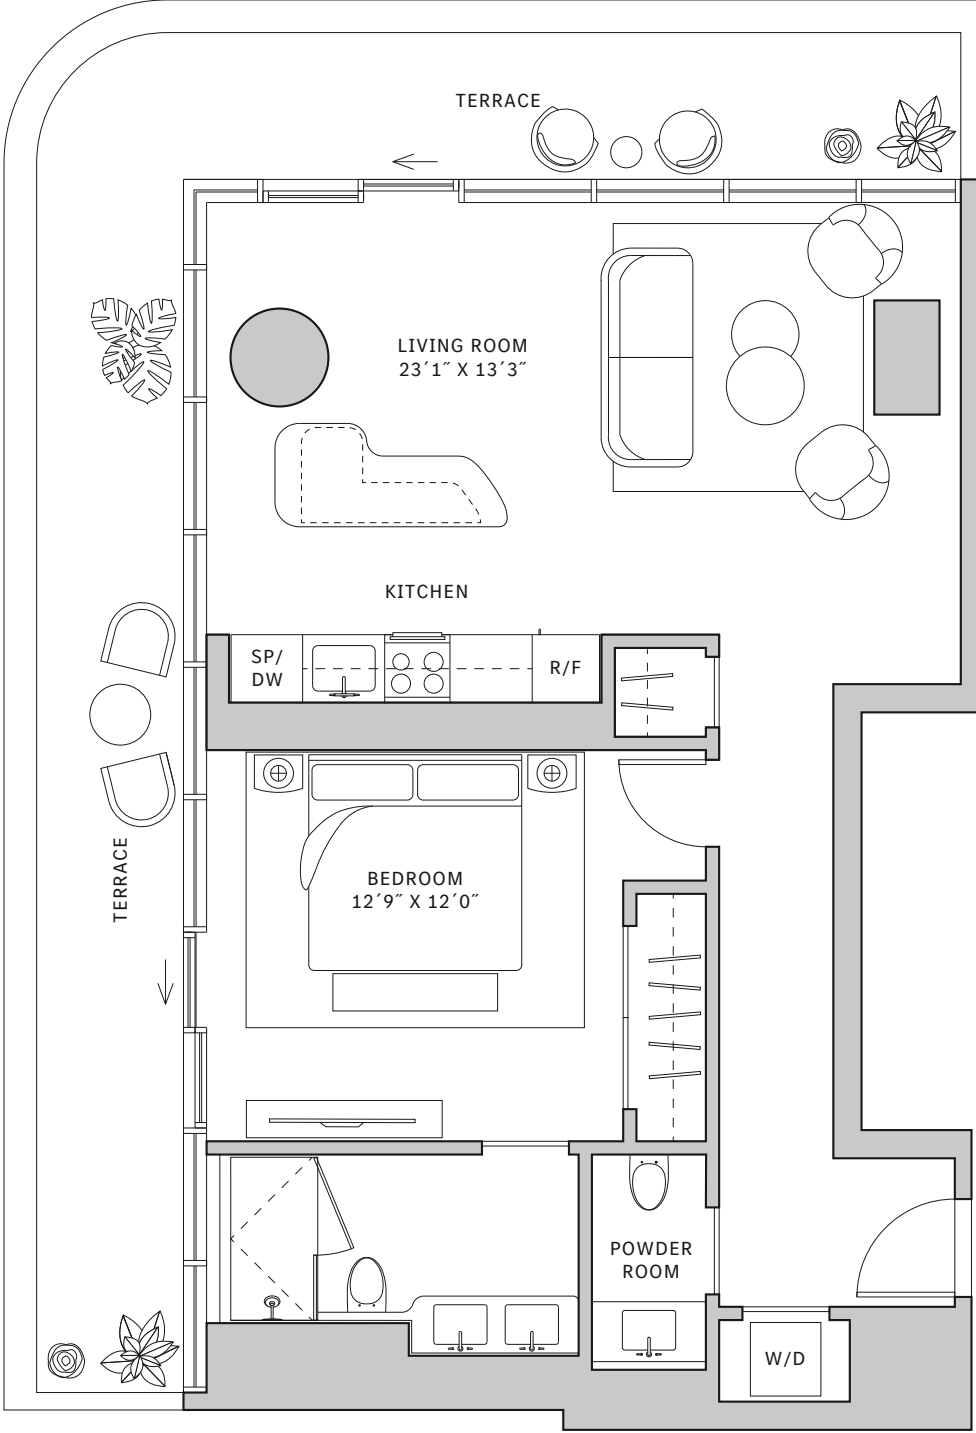 TERRACE
LIVING ROOM
23´1˝ X 13´3˝
KITCHEN
SP/
DW
R/F
TERRACE
BEDROOM
12´9˝ X 12´0˝
POWDER
ROOM
W/D